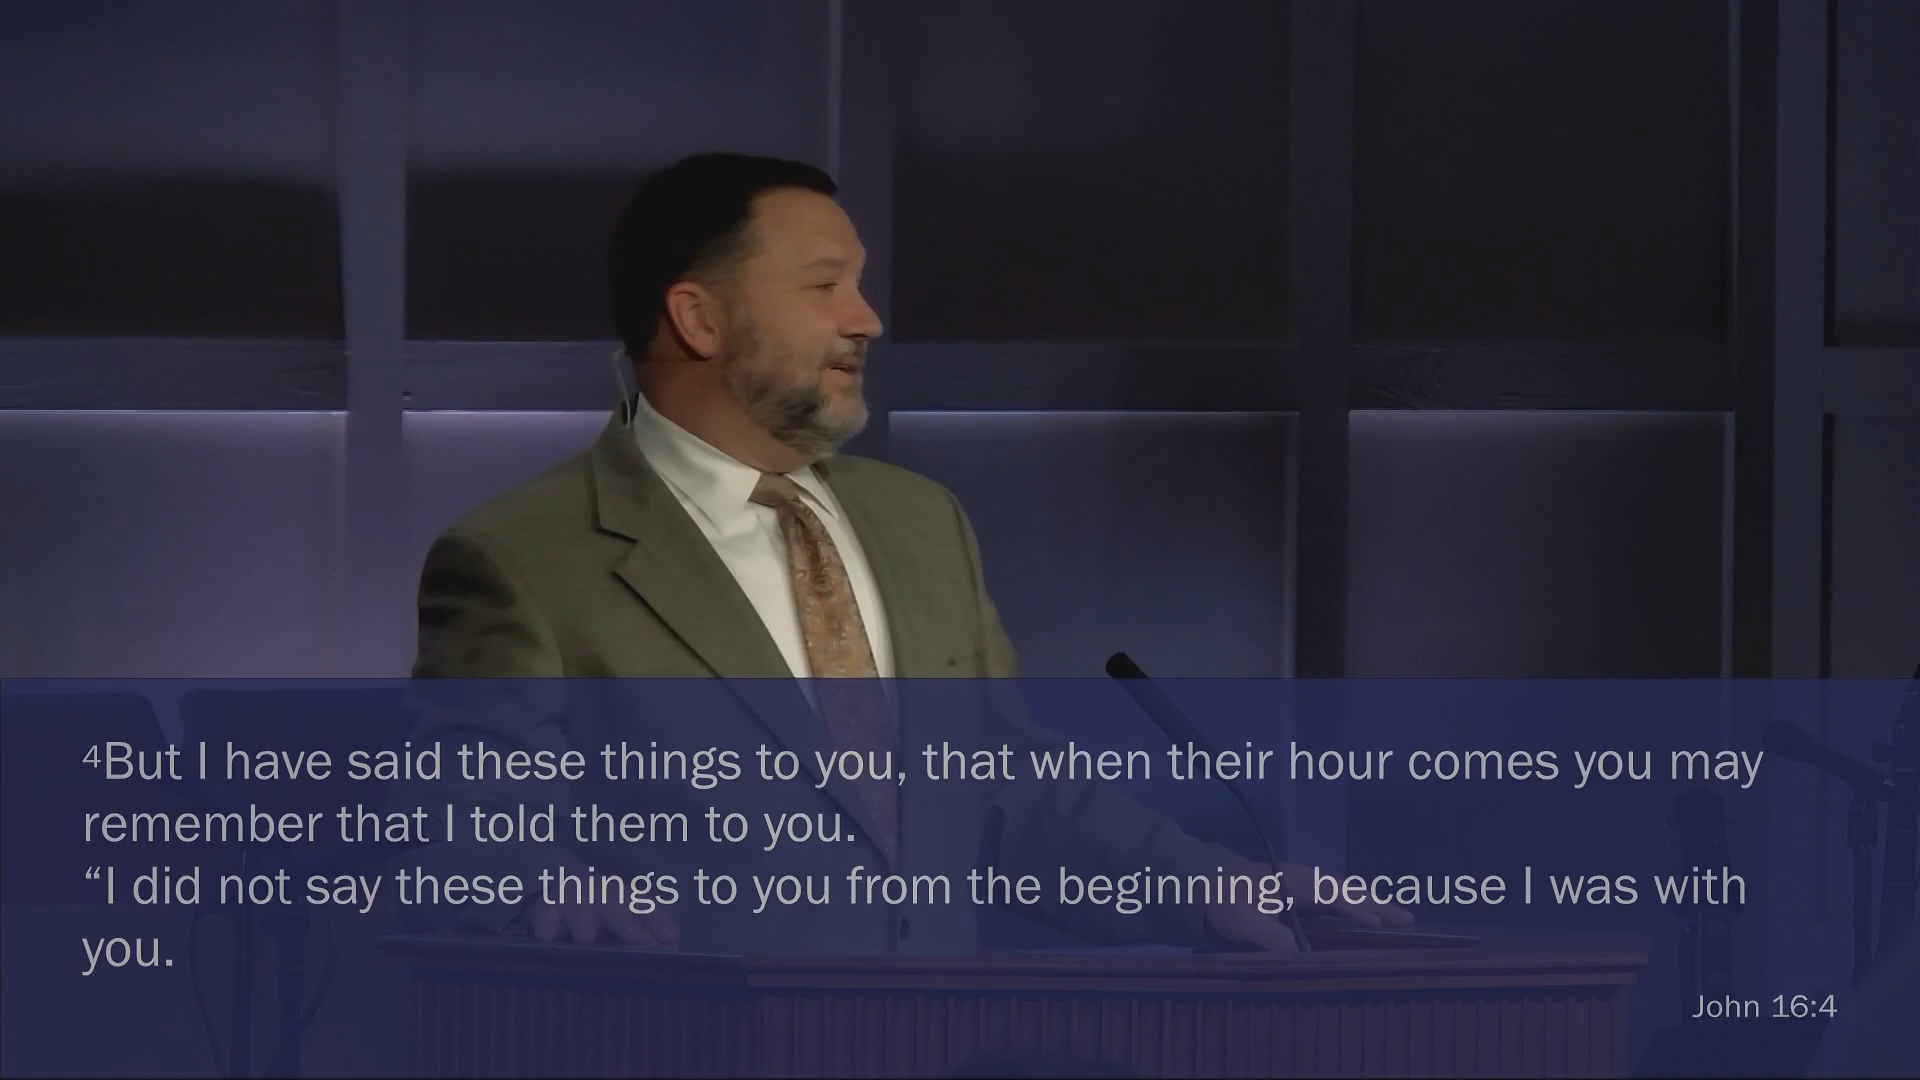 4But I have said these things to you, that when their hour comes you may
remember that I told them to you.
“I did not say these things to you from the beginning, because I was with
you.
John 16:4